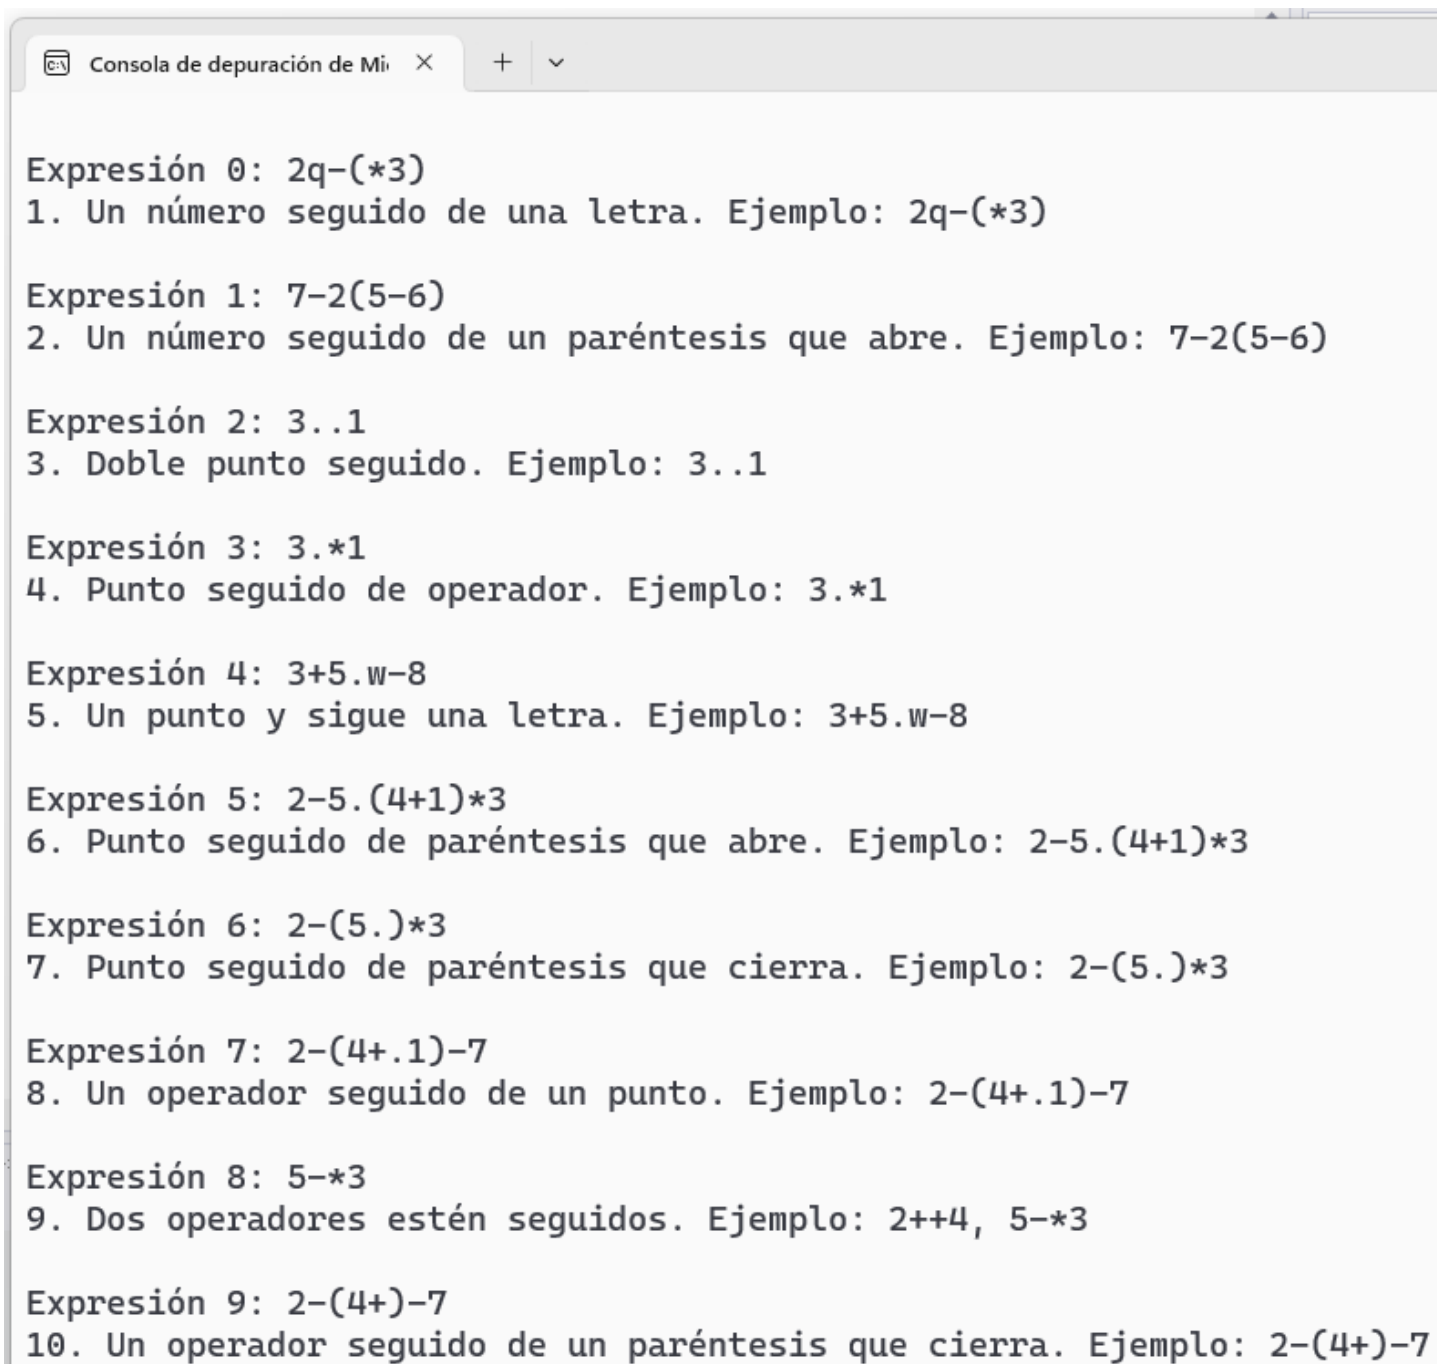 Consola de depuración de Mi
Expresión 0: 2q-(*3)
1. Un número seguido de una letra. Ejemplo: 2q-(*3)
Expresión 1: 7-2(5-6)
2. Un número seguido de un paréntesis que abre. Ejemplo: 7-2(5-6)
Expresión 2: 3..1
3. Doble punto seguido. Ejemplo: 3..1
Expresión 3: 3.*1
4. Punto seguido de operador. Ejemplo: 3.*1
Expresión 4: 3+5.w-8
5. Un punto y sigue una letra. Ejemplo: 3+5.w-8
Expresión 5: 2-5.(4+1)*3
6. Punto seguido de paréntesis que abre. Ejemplo: 2-5.(4+1)*3
Expresión 6: 2-(5.)*3
7. Punto seguido de paréntesis que cierra. Ejemplo: 2-(5.)*3
Expresión 7: 2-(4+.1)-7
8. Un operador seguido de un punto. Ejemplo: 2-(4+.1)-7
Expresión 8: 5-*3
9. Dos operadores estén seguidos. Ejemplo: 2++4, 5-*3
Expresión 9: 2-(4+)-7
10. Un operador seguido de un paréntesis que cierra. Ejemplo: 2-(4+)-7